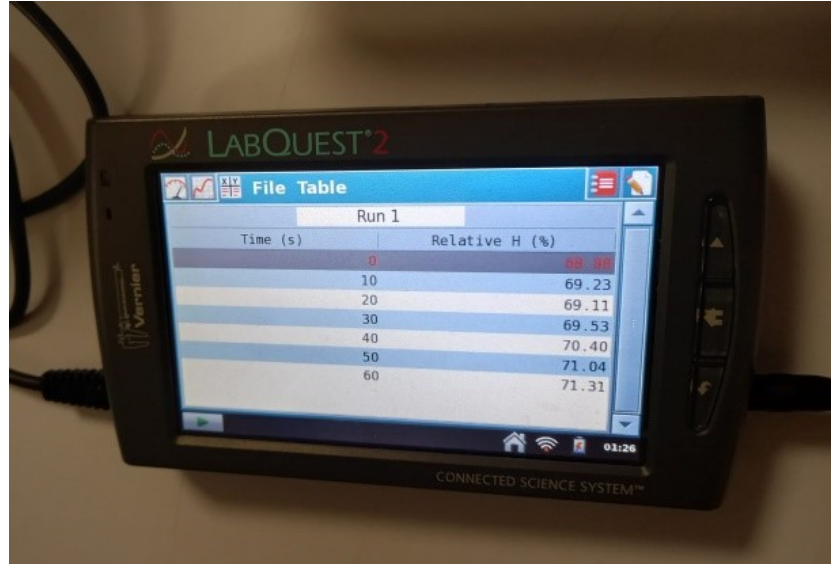 LABQUEST®2
File Table
Run 1
Time (s) Relative H (%)
0 68.98
10 69.23
20 69.11
30 69.53
40 70.40
50 71.04
60 71.31
01:26
Vernier
CONNECTED SCIENCE SYSTEM™